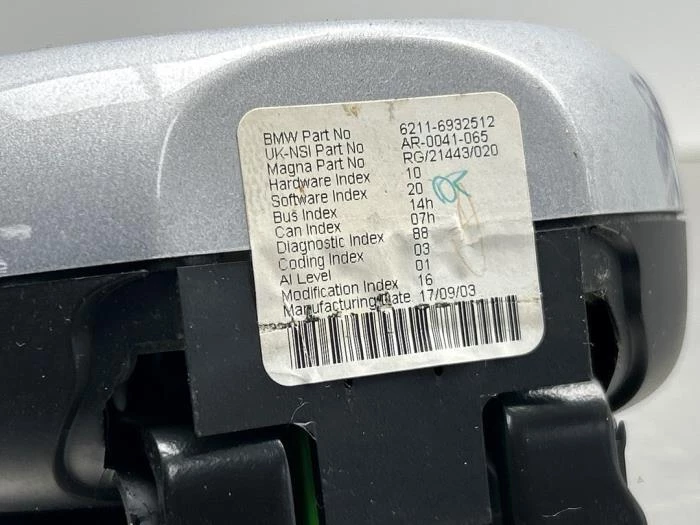 BMW Part No 6211-6932512
UK-NSI Part No AR-0041-065
Magna Part No RG/21443/020
Hardware Index 10
Software Index 20
Bus Index 14h
Can Index 07h
Diagnostic Index 88
Coding Index 03
AI Level 01
Modification Index 16
Manufacturing Date 17/09/03